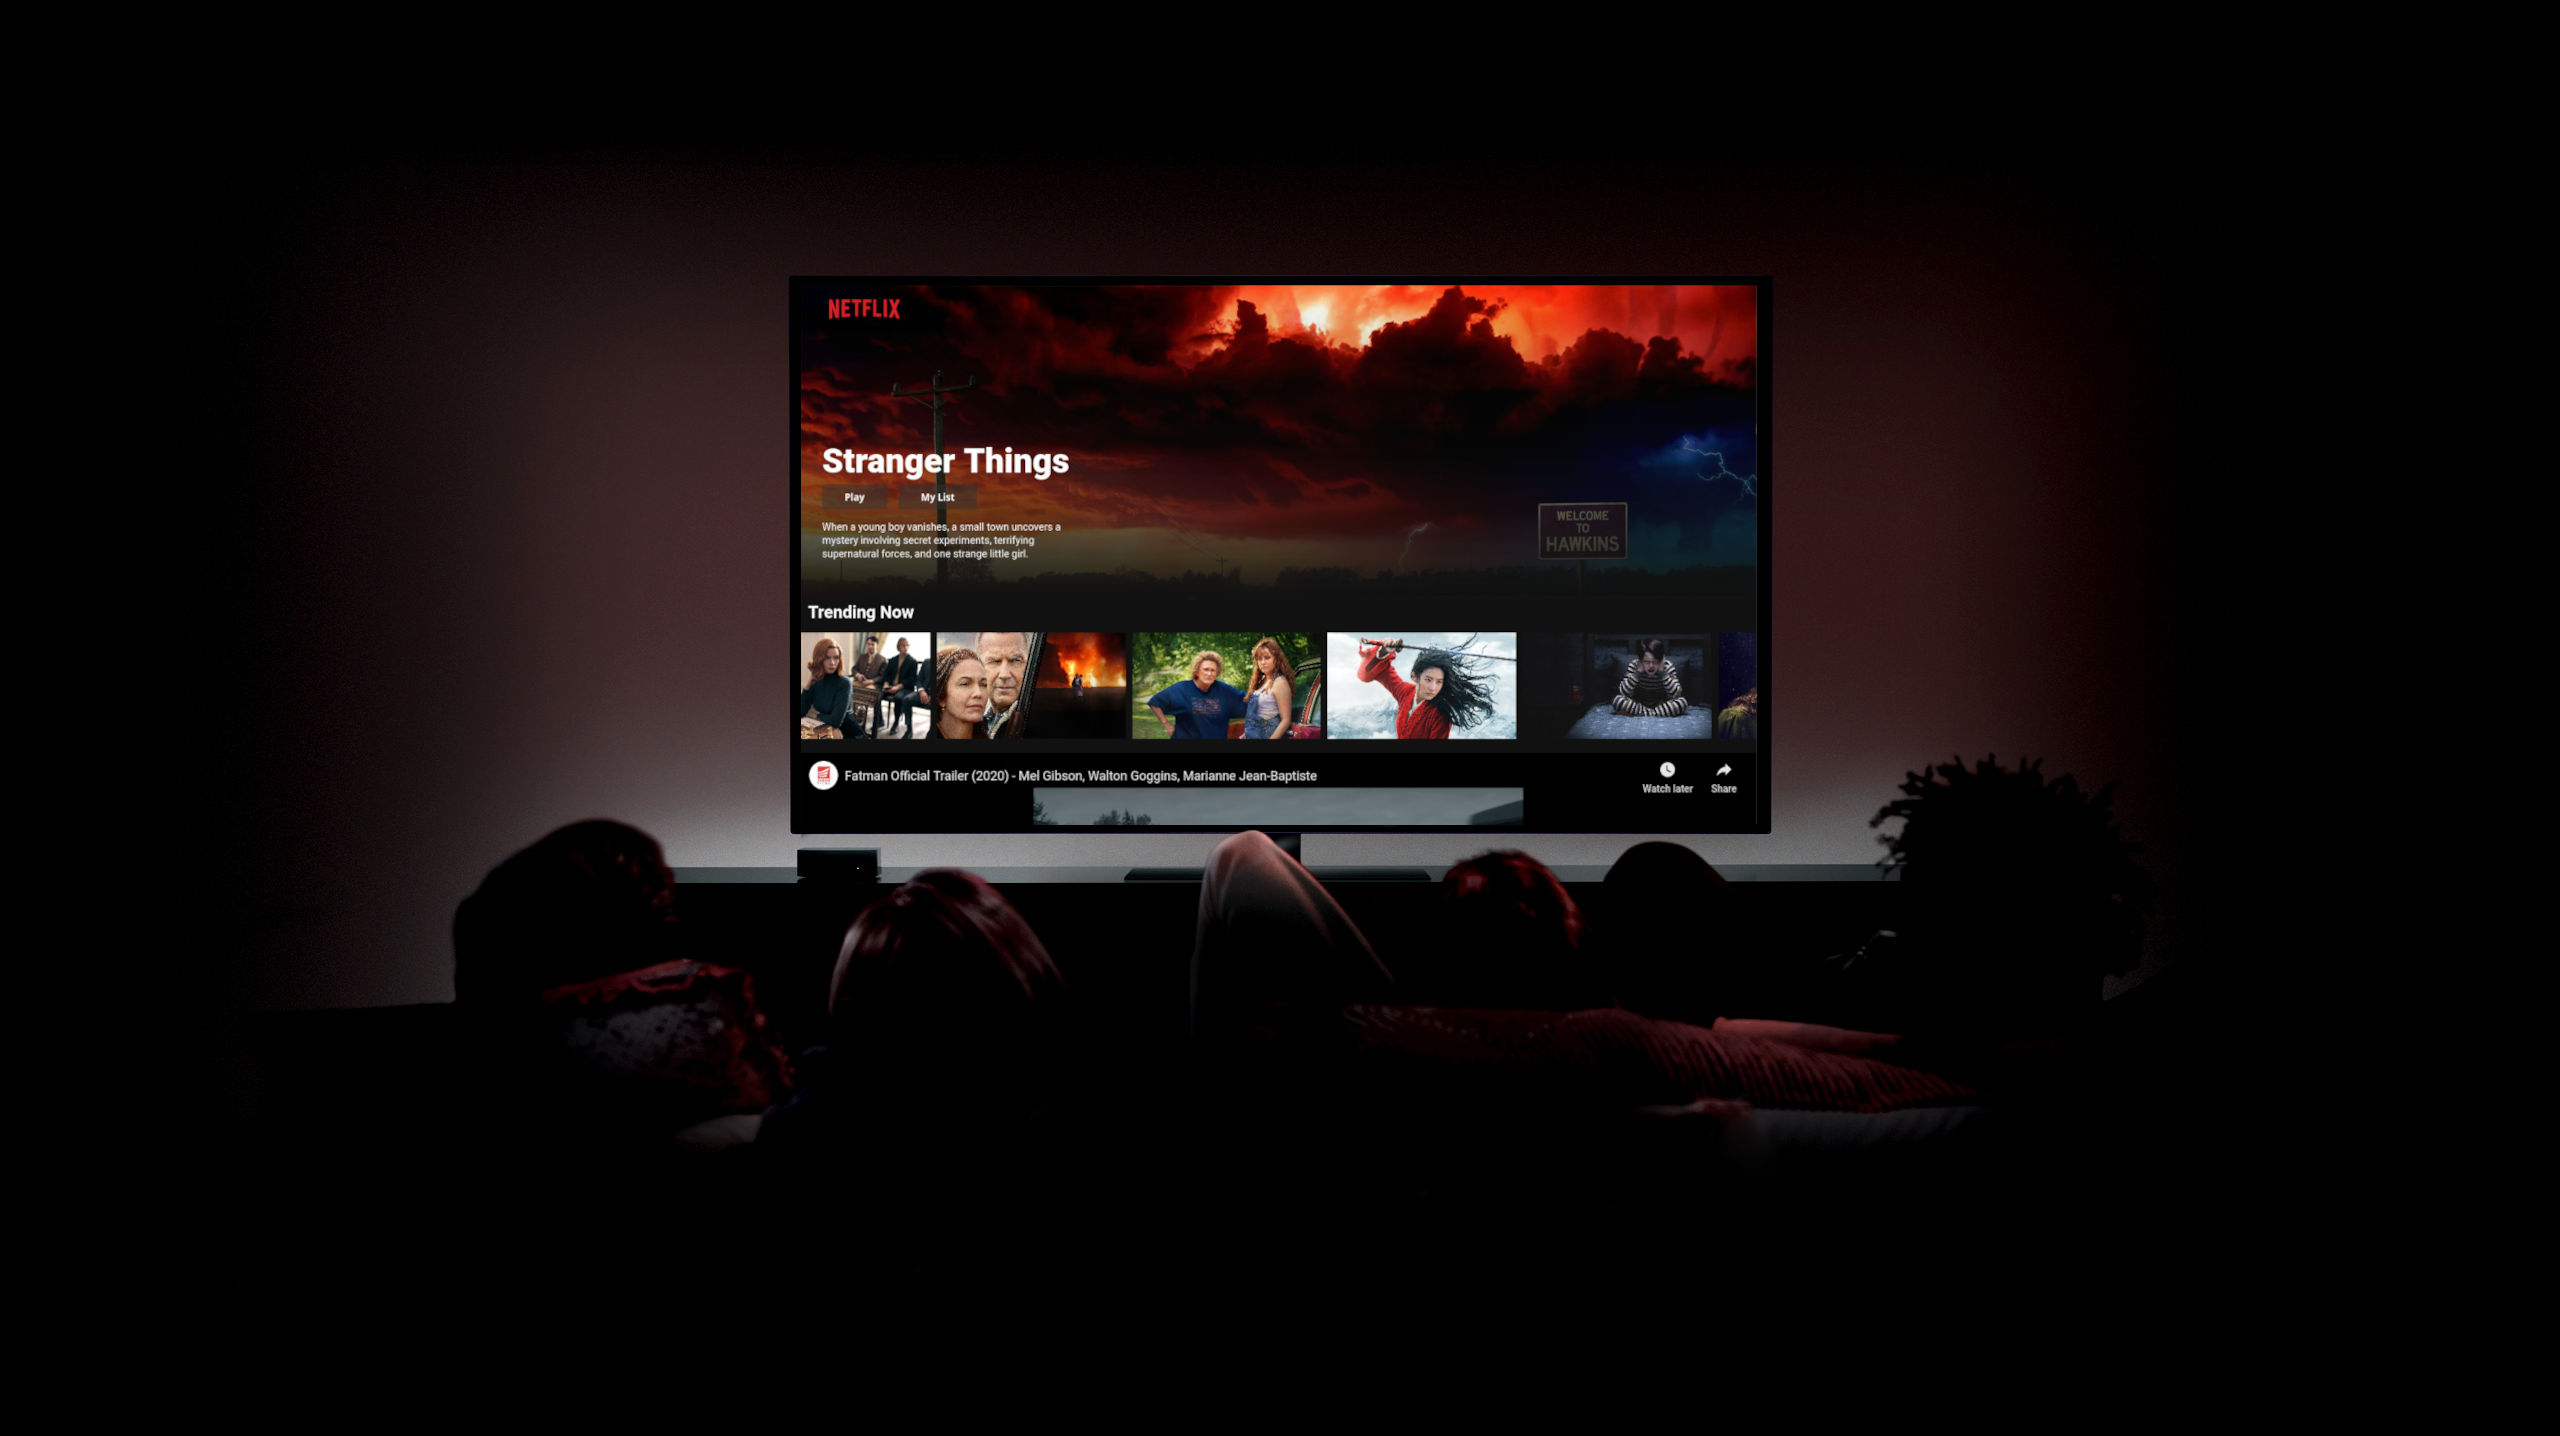 NETFLIX
Stranger Things
Play
My List
When a young boy vanishes, a small town uncovers a
mystery involving secret experiments, terrifying
supernatural forces, and one strange little girl.
WELCOME
TO
HAWKINS
Trending Now
Fatman Official Trailer (2020) - Mel Gibson, Walton Goggins, Marianne Jean-Baptiste
Watch later
Share